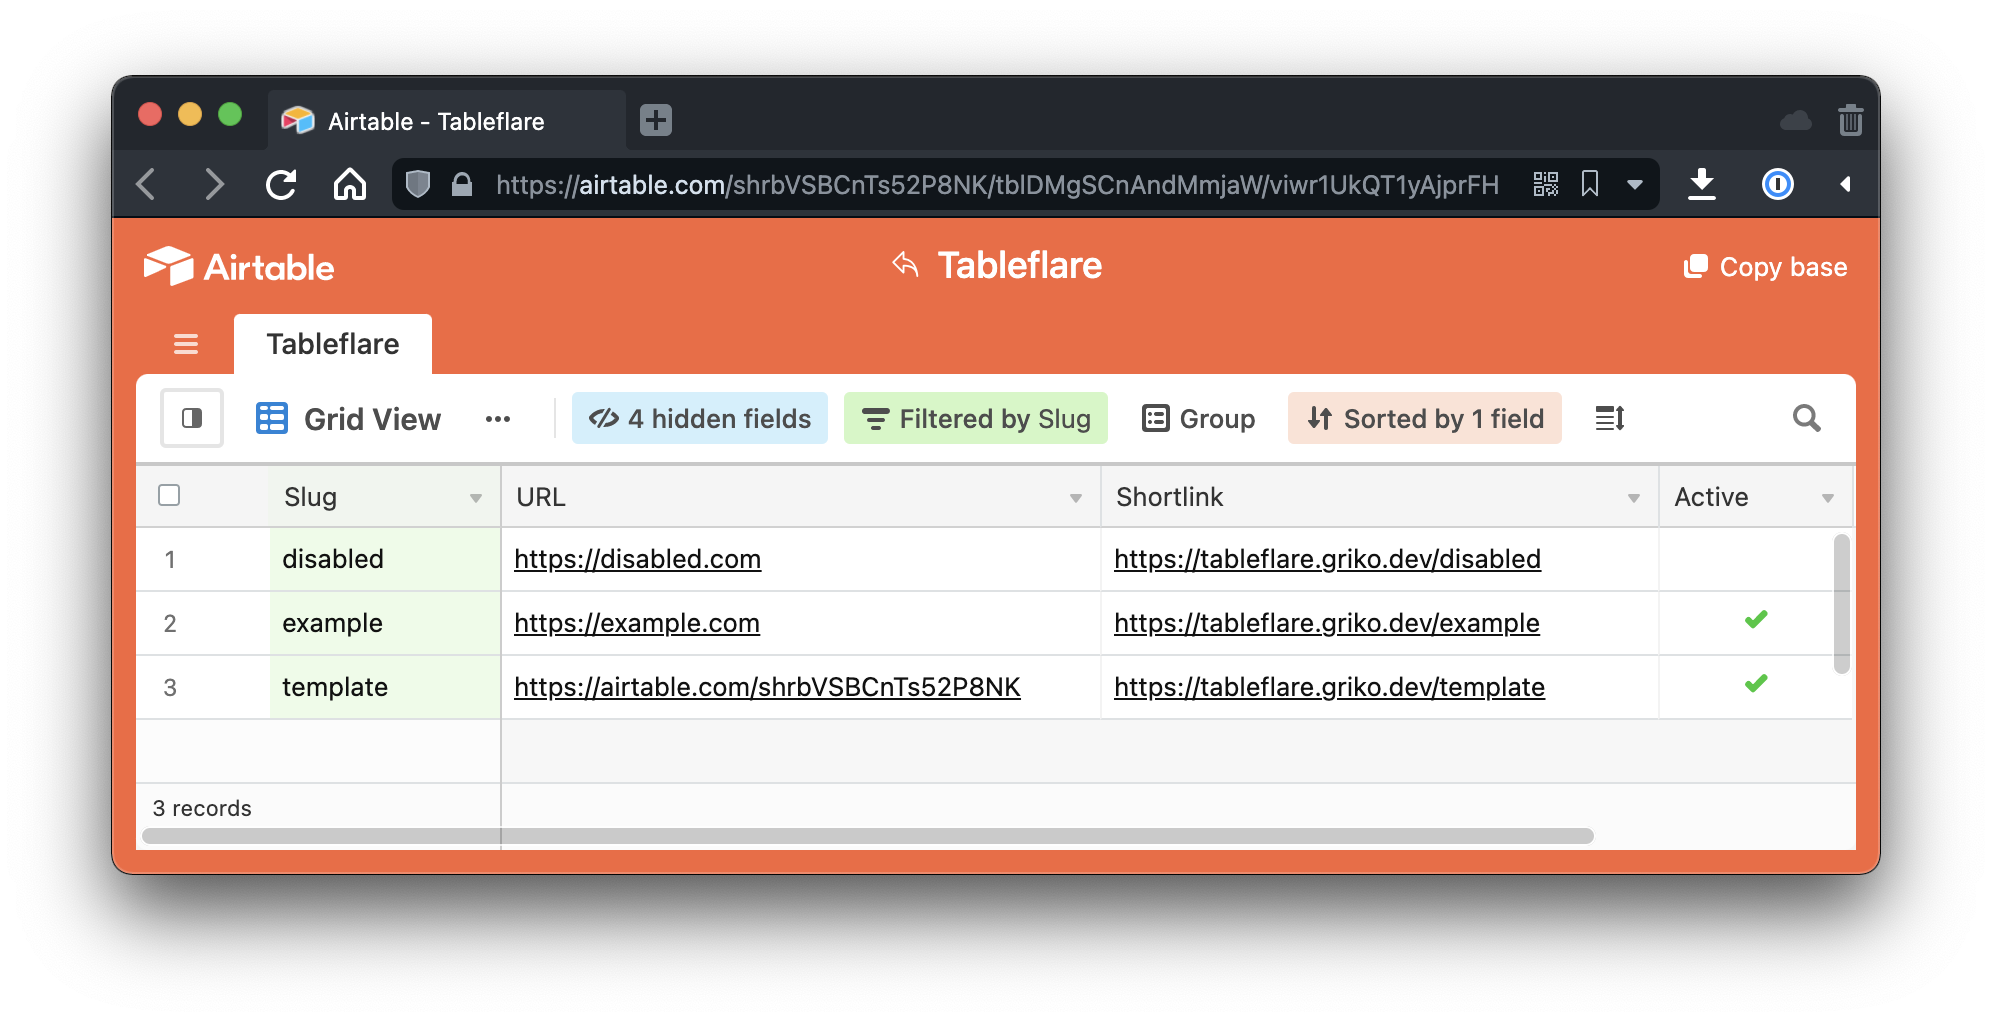 Airtable - Tableflare
https://airtable.com/shrbVSBCnTs52P8NK/tblDMgSCnAndMmjaW/viwr1UkQT1yAjprFH
Airtable
Tableflare
Copy base
Tableflare
Grid View
4 hidden fields
Filtered by Slug
Group
Sorted by 1 field
Slug URL Shortlink Active
1 disabled https://disabled.com https://tableflare.griko.dev/disabled
2 example https://example.com https://tableflare.griko.dev/example
3 template https://airtable.com/shrbVSBCnTs52P8NK https://tableflare.griko.dev/template
3 records